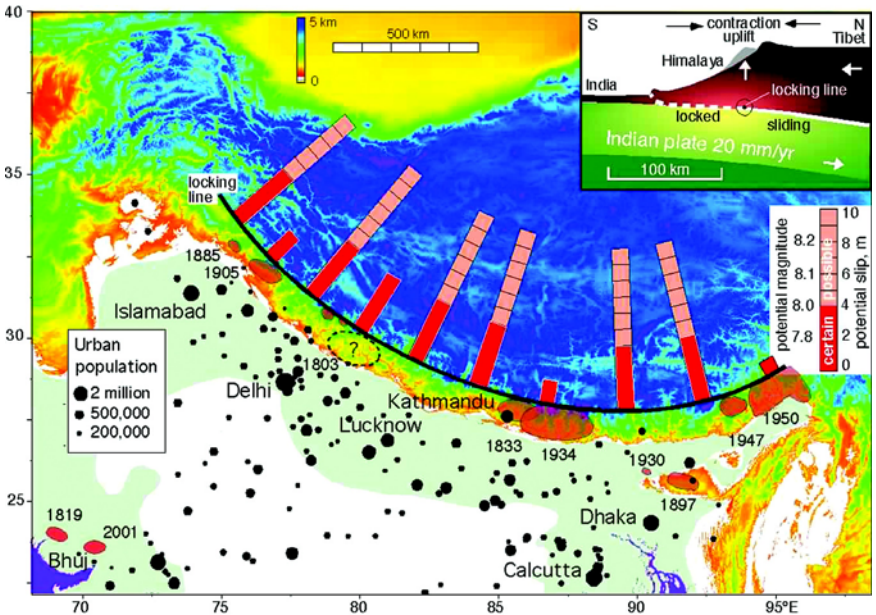 40
35
30
25
5 km
0
500 km
S
contraction
N
uplift
Tibet
Himalaya
India
locking line
locked
sliding
Indian plate 20 mm/yr
100 km
locking
line
1885
1905
Islamabad
Urban
population
2 million
500,000
200,000
?
1803
Delhi
Lucknow
Kathmandu
1833
1934
1930
1947
1950
1897
Dhaka
Calcutta
1819
2001
Bhuj
potential magnitude
8.2
8.1
8.0
7.8
certain
possible
10
8
6
4
2
0
potential slip, m
70
75
80
85
90
95°E